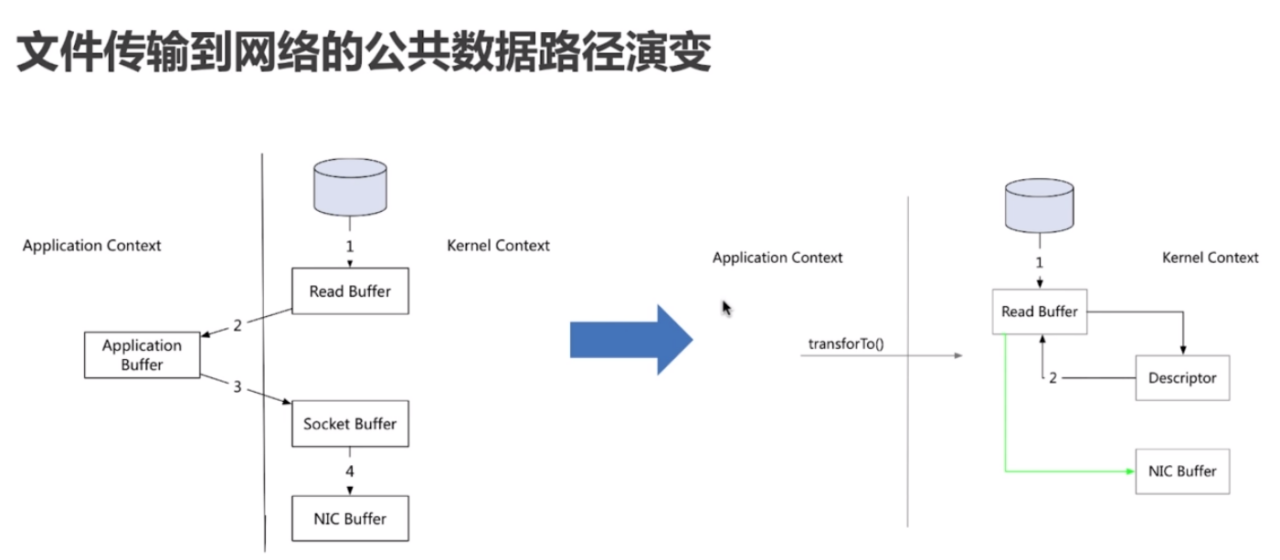 文件传输到网络的公共数据路径演变
Application Context
1
Kernel Context
Read Buffer
2
Application
Buffer
3
Socket Buffer
4
NIC Buffer
Application Context
1
Kernel Context
Read Buffer
transforTo()
2
Descriptor
NIC Buffer